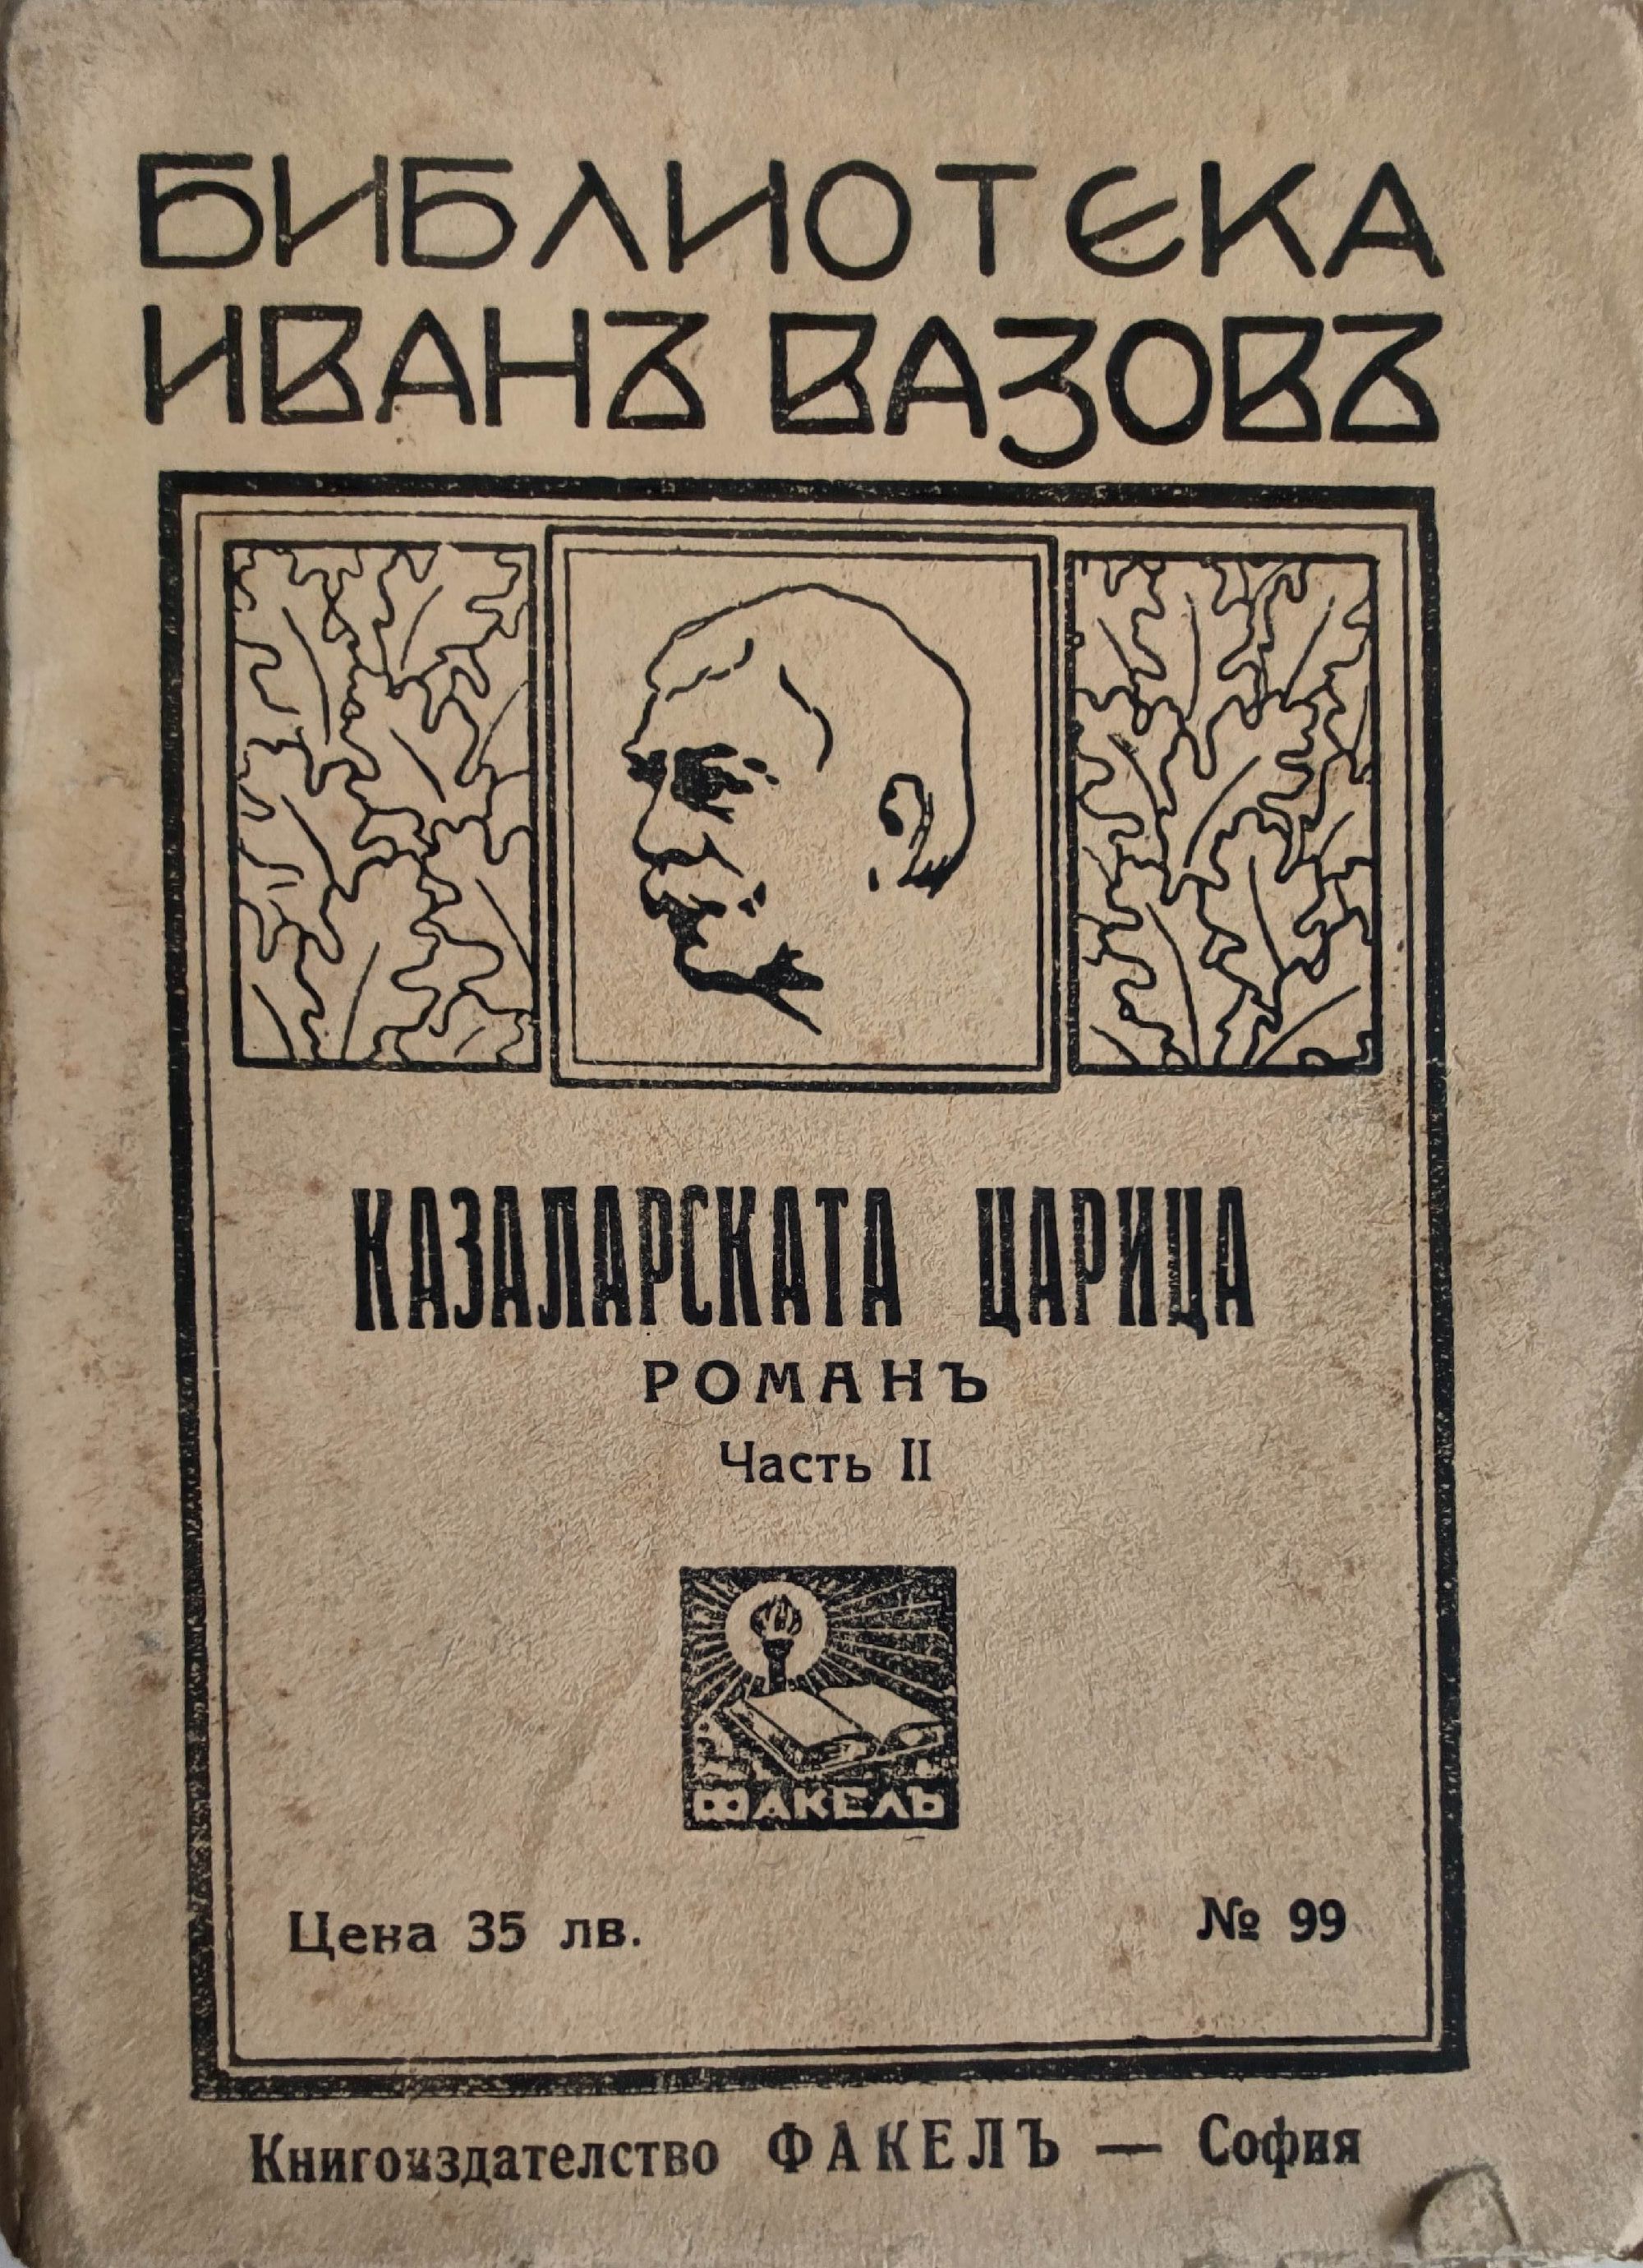 БИБЛИОТЕКА
ИВАНЪ ВАЗОВЪ
КАЗАЛАРСКАТА ЦАРИЦА
РОМАНЪ
Часть II
ФАКЕЛЪ
Цена 35 лв.
№ 99
Книгоиздателство ФАКЕЛЪ — София